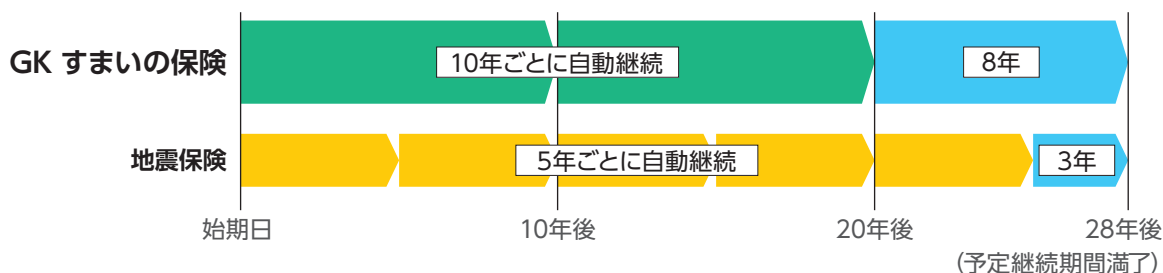 GK すまいの保険
10年ごとに自動継続
8年
地震保険
5年ごとに自動継続
3年
始期日
10年後
20年後
28年後
(予定継続期間満了)